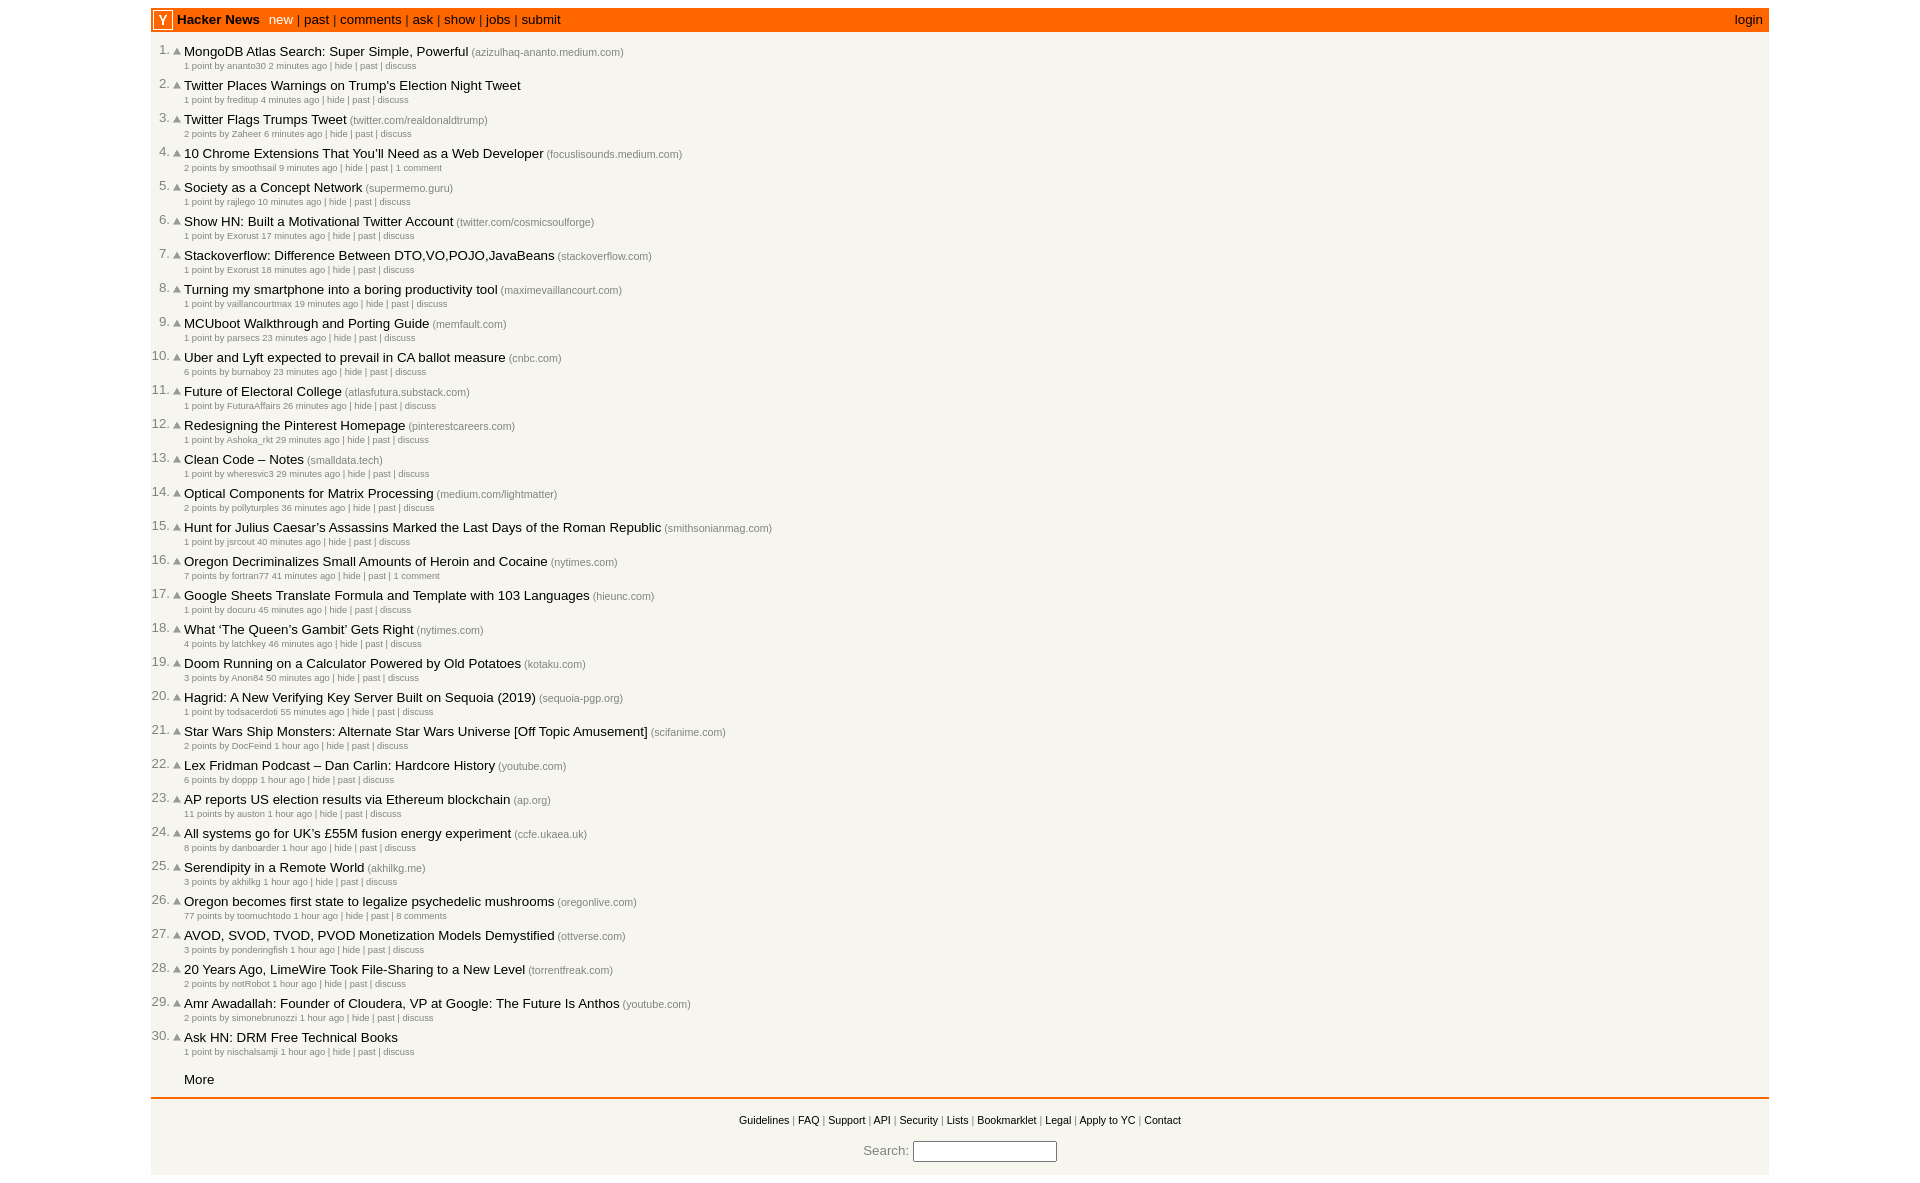 Y Hacker News new | past | comments | ask | show | jobs | submit login
1. MongoDB Atlas Search: Super Simple, Powerful (azizulhaq-ananto.medium.com)
1 point by ananto30 2 minutes ago | hide | past | discuss
2. Twitter Places Warnings on Trump's Election Night Tweet
1 point by freditup 4 minutes ago | hide | past | discuss
3. Twitter Flags Trumps Tweet (twitter.com/realdonaldtrump)
2 points by Zaheer 6 minutes ago | hide | past | discuss
4. 10 Chrome Extensions That You’ll Need as a Web Developer (focuslisounds.medium.com)
2 points by smoothsail 9 minutes ago | hide | past | 1 comment
5. Society as a Concept Network (supermemo.guru)
1 point by rajlego 10 minutes ago | hide | past | discuss
6. Show HN: Built a Motivational Twitter Account (twitter.com/cosmicsoulforge)
1 point by Exorust 17 minutes ago | hide | past | discuss
7. Stackoverflow: Difference Between DTO,VO,POJO,JavaBeans (stackoverflow.com)
1 point by Exorust 18 minutes ago | hide | past | discuss
8. Turning my smartphone into a boring productivity tool (maximevaillancourt.com)
1 point by vaillancourtmax 19 minutes ago | hide | past | discuss
9. MCUboot Walkthrough and Porting Guide (memfault.com)
1 point by parsecs 23 minutes ago | hide | past | discuss
10. Uber and Lyft expected to prevail in CA ballot measure (cnbc.com)
6 points by burnaboy 23 minutes ago | hide | past | discuss
11. Future of Electoral College (atlasfutura.substack.com)
1 point by FuturaAffairs 26 minutes ago | hide | past | discuss
12. Redesigning the Pinterest Homepage (pinterestcareers.com)
1 point by Ashoka_rkt 29 minutes ago | hide | past | discuss
13. Clean Code – Notes (smalldata.tech)
1 point by wheresvic3 29 minutes ago | hide | past | discuss
14. Optical Components for Matrix Processing (medium.com/lightmatter)
2 points by pollyturples 36 minutes ago | hide | past | discuss
15. Hunt for Julius Caesar’s Assassins Marked the Last Days of the Roman Republic (smithsonianmag.com)
1 point by jsrcout 40 minutes ago | hide | past | discuss
16. Oregon Decriminalizes Small Amounts of Heroin and Cocaine (nytimes.com)
7 points by fortran77 41 minutes ago | hide | past | 1 comment
17. Google Sheets Translate Formula and Template with 103 Languages (hieunc.com)
1 point by docuru 45 minutes ago | hide | past | discuss
18. What ‘The Queen’s Gambit’ Gets Right (nytimes.com)
4 points by latchkey 46 minutes ago | hide | past | discuss
19. Doom Running on a Calculator Powered by Old Potatoes (kotaku.com)
3 points by Anon84 50 minutes ago | hide | past | discuss
20. Hagrid: A New Verifying Key Server Built on Sequoia (2019) (sequoia-pgp.org)
1 point by todsacerdoti 55 minutes ago | hide | past | discuss
21. Star Wars Ship Monsters: Alternate Star Wars Universe [Off Topic Amusement] (scifanime.com)
2 points by DocFeind 1 hour ago | hide | past | discuss
22. Lex Fridman Podcast – Dan Carlin: Hardcore History (youtube.com)
6 points by doppp 1 hour ago | hide | past | discuss
23. AP reports US election results via Ethereum blockchain (ap.org)
11 points by auston 1 hour ago | hide | past | discuss
24. All systems go for UK’s £55M fusion energy experiment (ccfe.ukaea.uk)
8 points by danboarder 1 hour ago | hide | past | discuss
25. Serendipity in a Remote World (akhilkg.me)
3 points by akhilkg 1 hour ago | hide | past | discuss
26. Oregon becomes first state to legalize psychedelic mushrooms (oregonlive.com)
77 points by toomuchtodo 1 hour ago | hide | past | 8 comments
27. AVOD, SVOD, TVOD, PVOD Monetization Models Demystified (ottverse.com)
3 points by ponderingfish 1 hour ago | hide | past | discuss
28. 20 Years Ago, LimeWire Took File-Sharing to a New Level (torrentfreak.com)
2 points by notRobot 1 hour ago | hide | past | discuss
29. Amr Awadallah: Founder of Cloudera, VP at Google: The Future Is Anthos (youtube.com)
2 points by simonebrunozzi 1 hour ago | hide | past | discuss
30. Ask HN: DRM Free Technical Books
1 point by nischalsamji 1 hour ago | hide | past | discuss
More
Guidelines | FAQ | Support | API | Security | Lists | Bookmarklet | Legal | Apply to YC | Contact
Search: